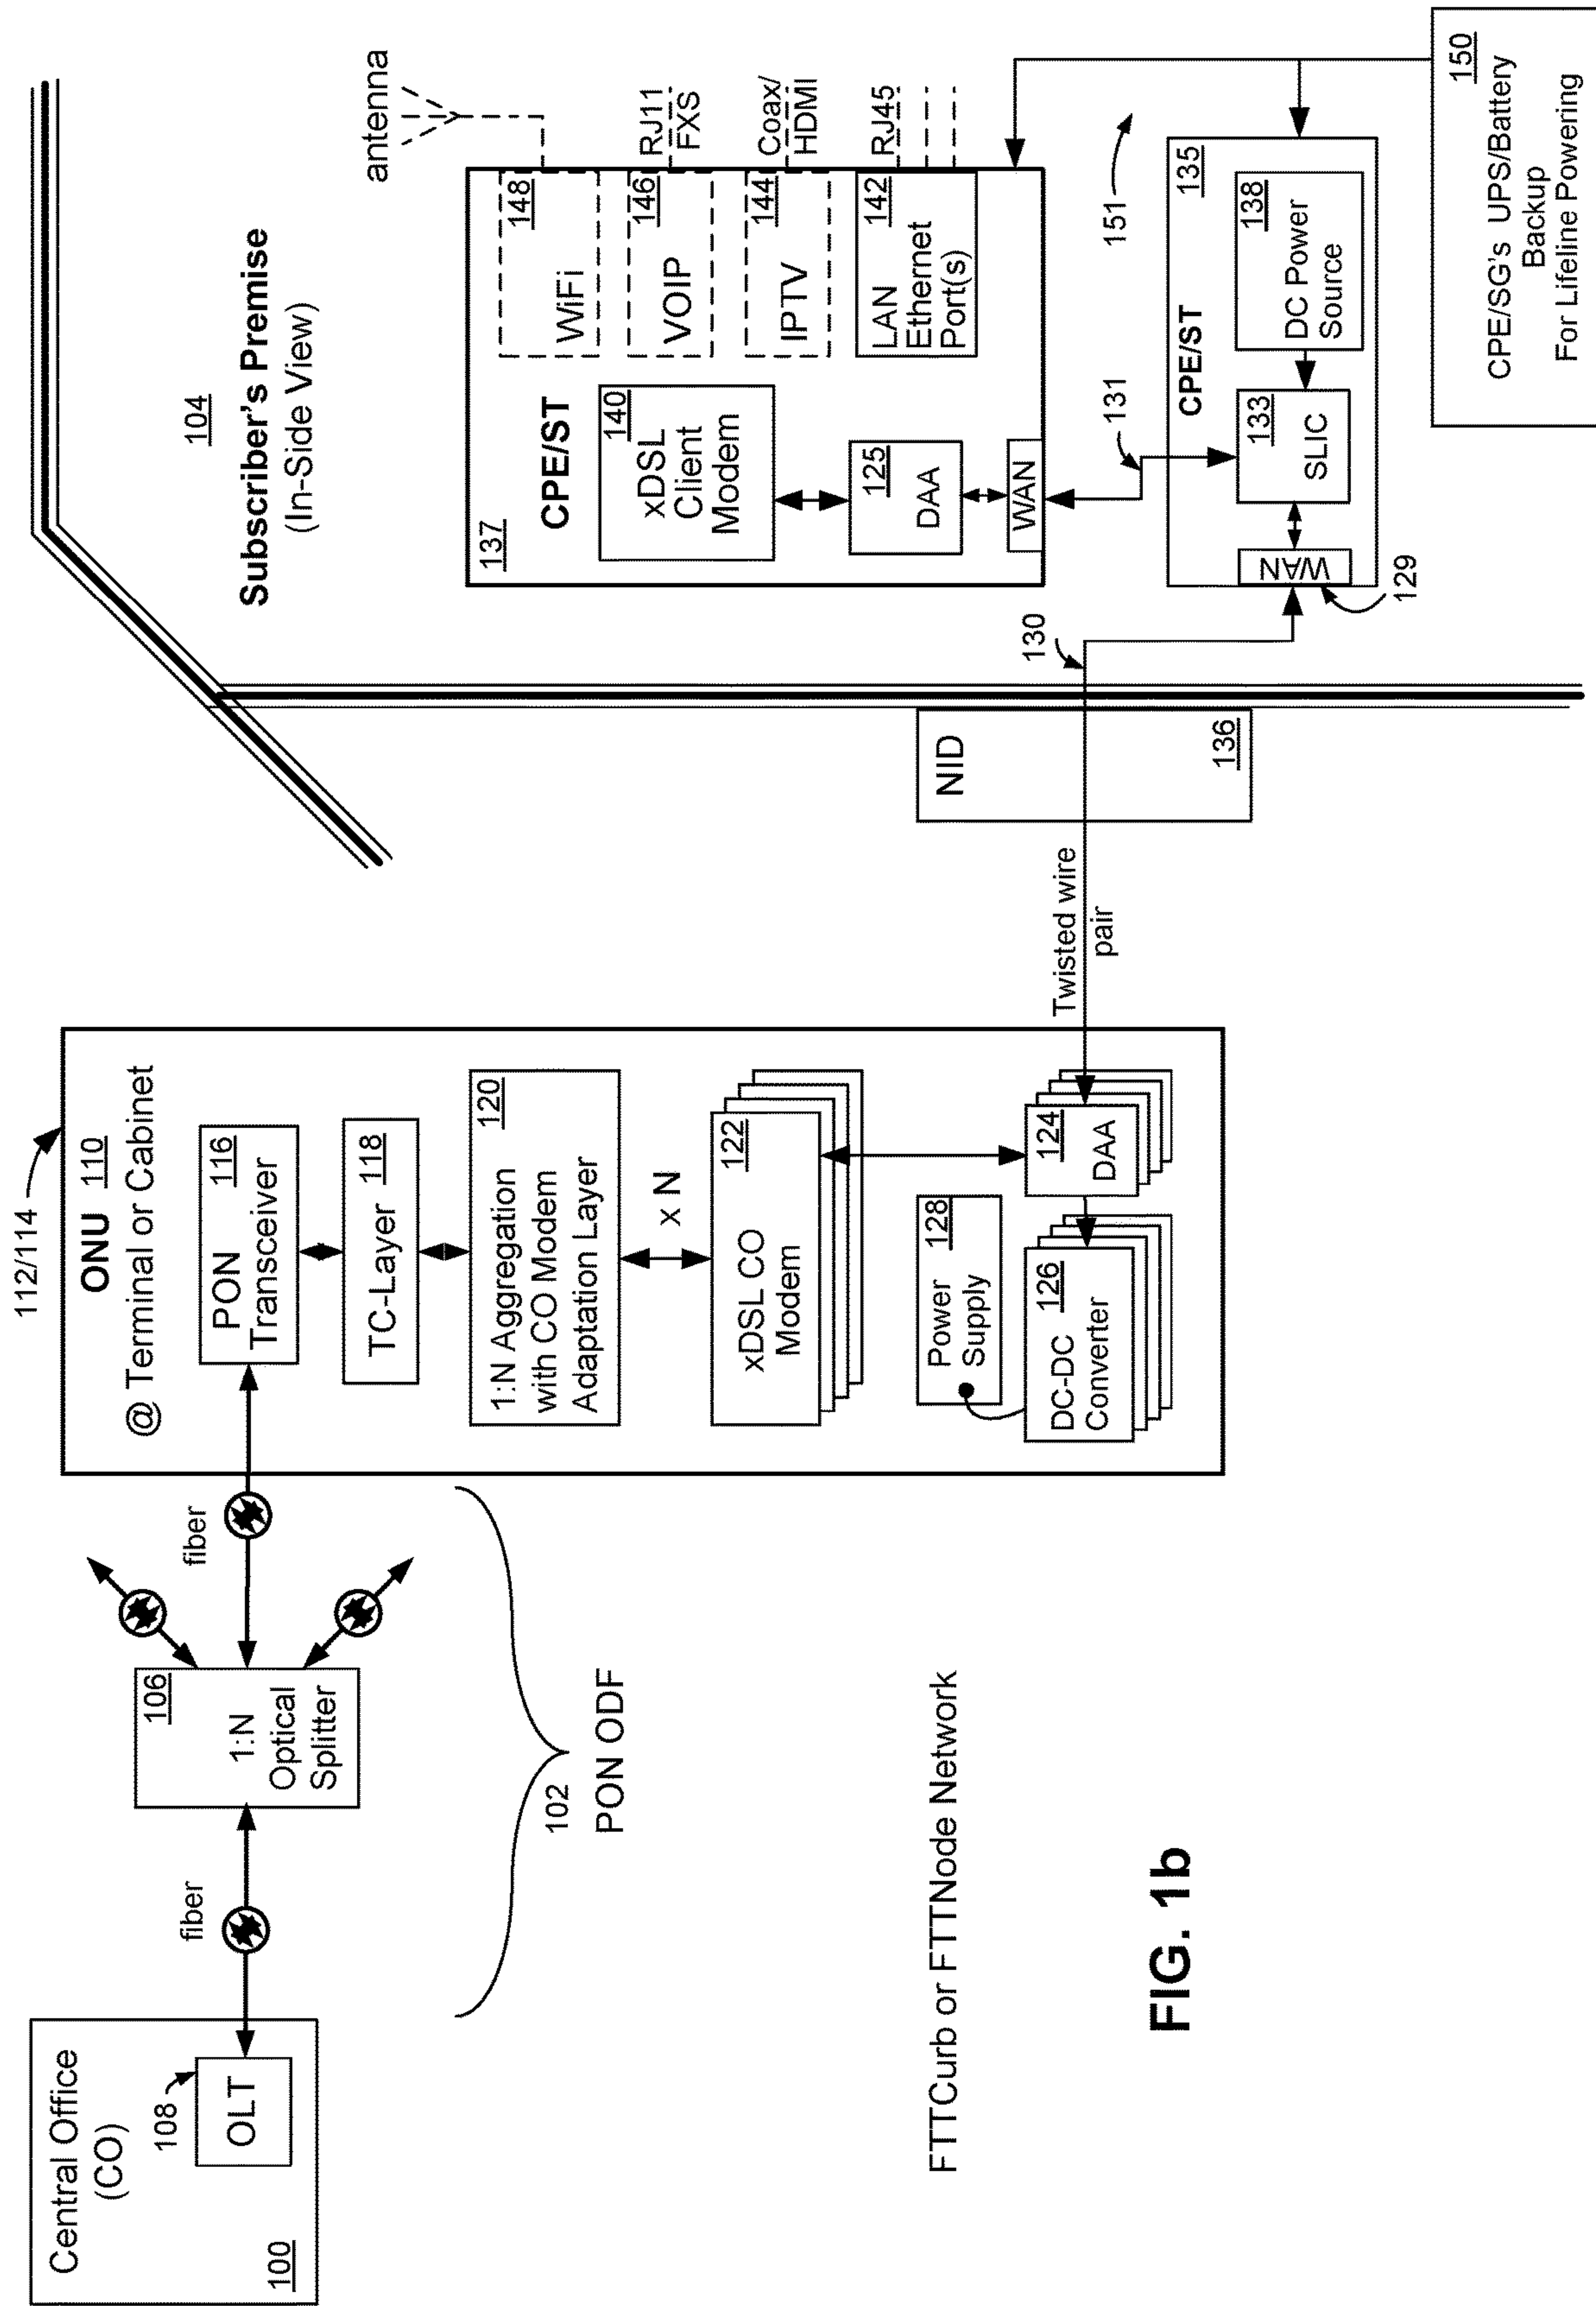 Central Office
(CO)
108
OLT
100
fiber
106
1:N
Optical
Splitter
fiber
102
PON ODF
112/114
ONU 110
@ Terminal or Cabinet
116
PON
Transceiver
TC-Layer 118
120
1:N Aggregation
with CO Modem
Adaptation Layer
x N
122
xDSL CO
Modem
128
Power
Supply
124
DAA
126
DC-DC
Converter
Twisted wire
pair
NID
136
130
104
Subscriber's Premise
(In-Side View)
antenna
137
CPE/ST
140
xDSL
Client
Modem
125
DAA
WAN
148
WiFi
146
VOIP
RJ11
FXS
144
IPTV
Coax/
HDMI
142
LAN
Ethernet
Port(s)
RJ45
131
151
135
CPE/ST
133
SLIC
138
DC Power
Source
WAN
129
150
CPE/SG's UPS/Battery
Backup
For Lifeline Powering
FTTCurb or FTTNode Network
FIG. 1b